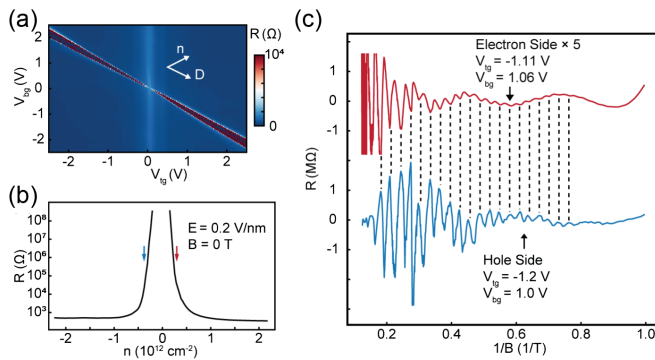 (a)
R (Ω)
10⁴
0
n
D
V_bg (V)
2
1
0
-1
-2
-2
-1
0
1
2
V_tg (V)
(b)
R (Ω)
10⁸
10⁷
10⁶
10⁵
10⁴
10³
E = 0.2 V/nm
B = 0 T
-2
-1
0
1
2
n (10¹² cm⁻²)
(c)
Electron Side × 5
V_tg = -1.11 V
V_bg = 1.06 V
R (MΩ)
1
0
-1
1
0
-1
Hole Side
V_tg = -1.2 V
V_bg = 1.0 V
0.2
0.4
0.6
0.8
1.0
1/B (1/T)